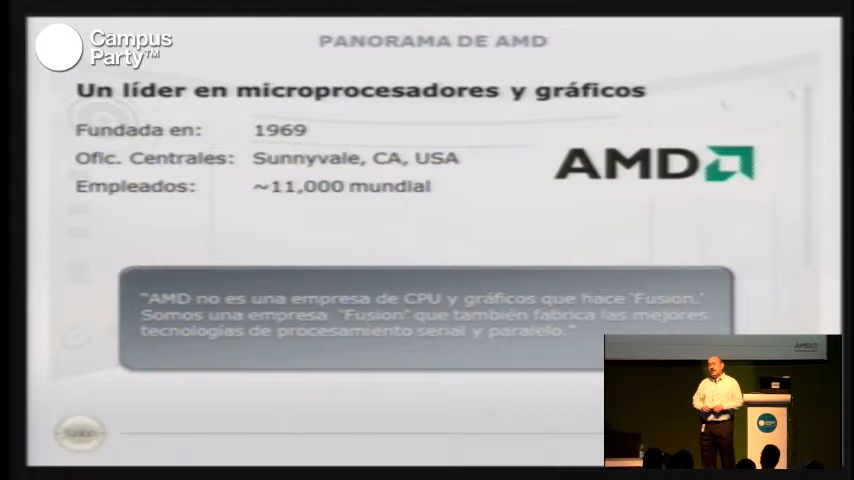 Campus
Party™
PANORAMA DE AMD
Un líder en microprocesadores y gráficos
Fundada en: 1969
Ofic. Centrales: Sunnyvale, CA, USA
Empleados: ~11,000 mundial
AMD
"AMD no es una empresa de CPU y gráficos que hace 'Fusion.'
Somos una empresa 'Fusion' que también fabrica las mejores
tecnologías de procesamiento serial y paralelo."
AMD